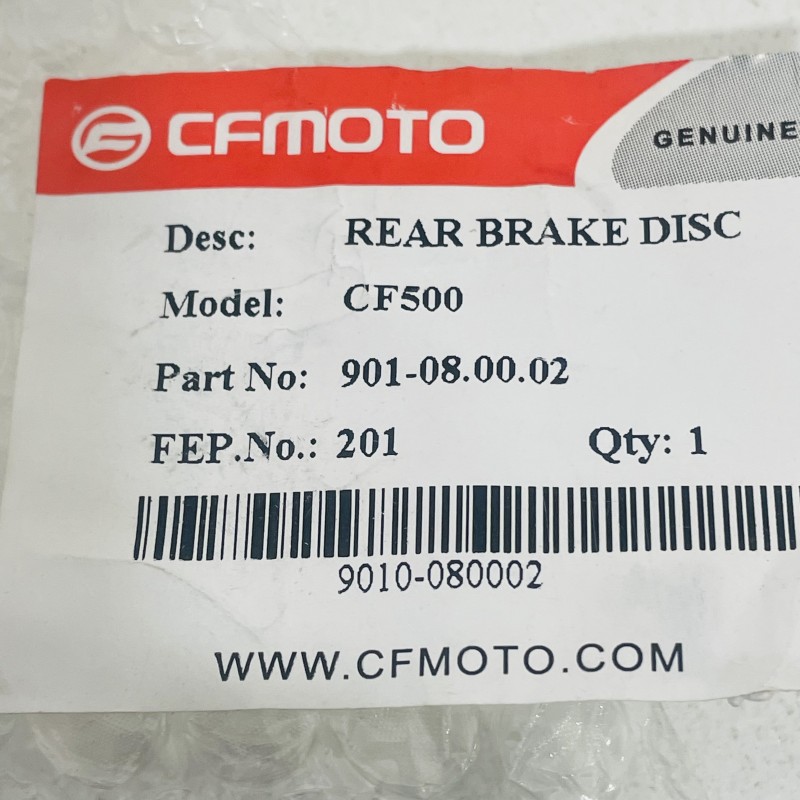 CFMOTO
GENUINE
Desc: REAR BRAKE DISC
Model: CF500
Part No: 901-08.00.02
FEP.No.: 201 Qty: 1
9010-080002
WWW.CFMOTO.COM